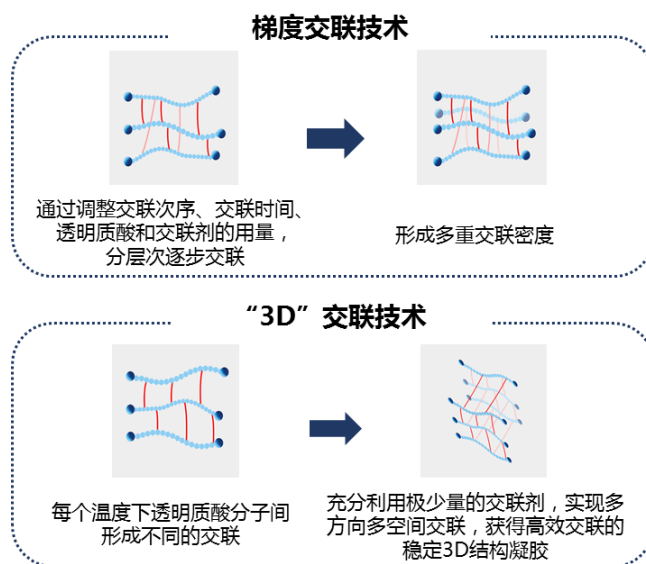 梯度交联技术
通过调整交联次序、交联时间、
透明质酸和交联剂的用量，
分层次逐步交联
形成多重交联密度
“3D”交联技术
每个温度下透明质酸分子间
形成不同的交联
充分利用极少量的交联剂，实现多
方向多空间交联，获得高效交联的
稳定3D结构凝胶